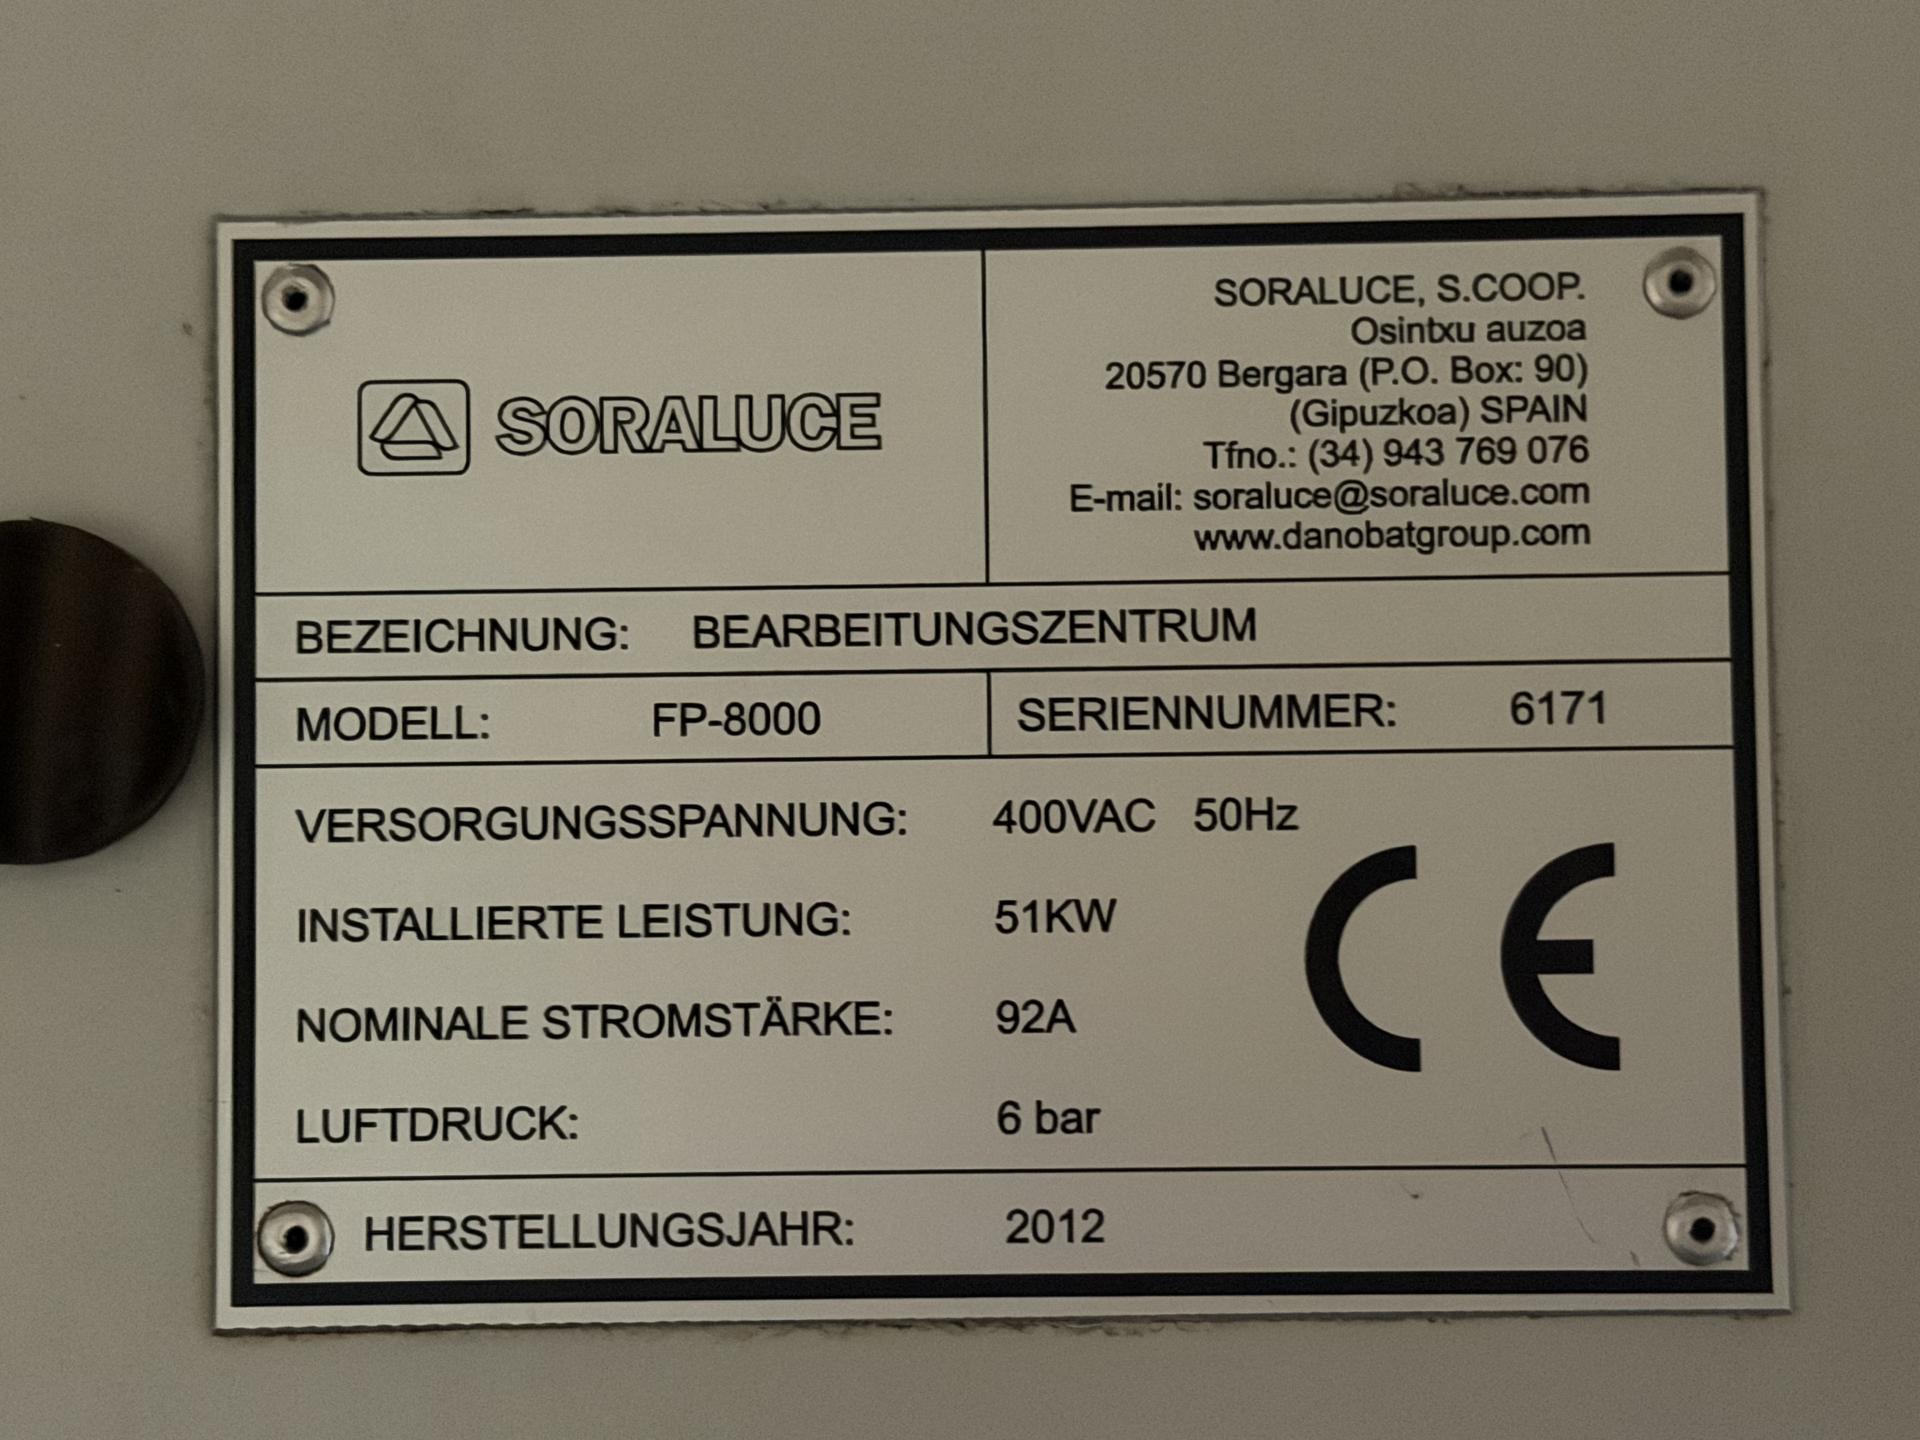 SORALUCE
SORALUCE, S.COOP.
Osintxu auzoa
20570 Bergara (P.O. Box: 90)
(Gipuzkoa) SPAIN
Tfno.: (34) 943 769 076
E-mail: soraluce@soraluce.com
www.danobatgroup.com
BEZEICHNUNG: BEARBEITUNGSZENTRUM
MODELL: FP-8000 SERIENNUMMER: 6171
VERSORGUNGSSPANNUNG: 400VAC 50Hz
INSTALLIERTE LEISTUNG: 51KW
NOMINALE STROMSTÄRKE: 92A
LUFTDRUCK: 6 bar
CE
HERSTELLUNGSJAHR: 2012